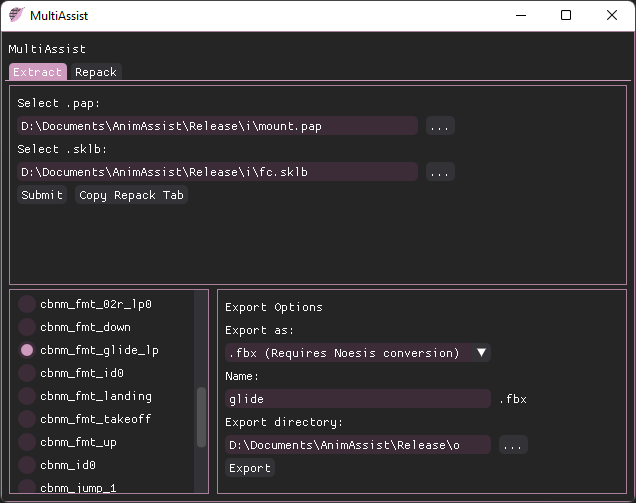 MultiAssist
MultiAssist
Extract Repack
Select .pap:
D:\Documents\AnimAssist\Release\i\mount.pap ...
Select .sklb:
D:\Documents\AnimAssist\Release\i\fc.sklb ...
Submit Copy Repack Tab
cbnm_fmt_02r_lp0
cbnm_fmt_down
cbnm_fmt_glide_lp
cbnm_fmt_id0
cbnm_fmt_landing
cbnm_fmt_takeoff
cbnm_fmt_up
cbnm_id0
cbnm_jump_1
Export Options
Export as:
.fbx (Requires Noesis conversion)
Name:
glide .fbx
Export directory:
D:\Documents\AnimAssist\Release\o ...
Export